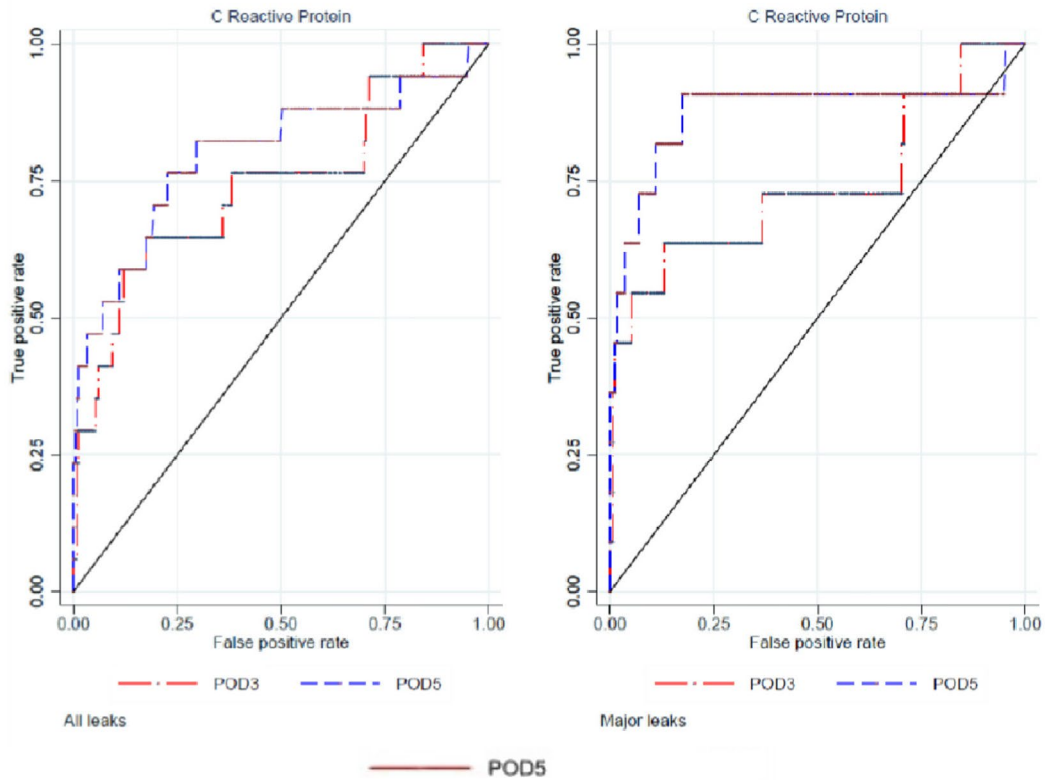 C Reactive Protein
1.00
0.75
0.50
0.25
0.00
True positive rate
0.00 0.25 0.50 0.75 1.00
False positive rate
POD3 POD5
All leaks
C Reactive Protein
1.00
0.75
0.50
0.25
0.00
True positive rate
0.00 0.25 0.50 0.75 1.00
False positive rate
POD3 POD5
Major leaks
POD5